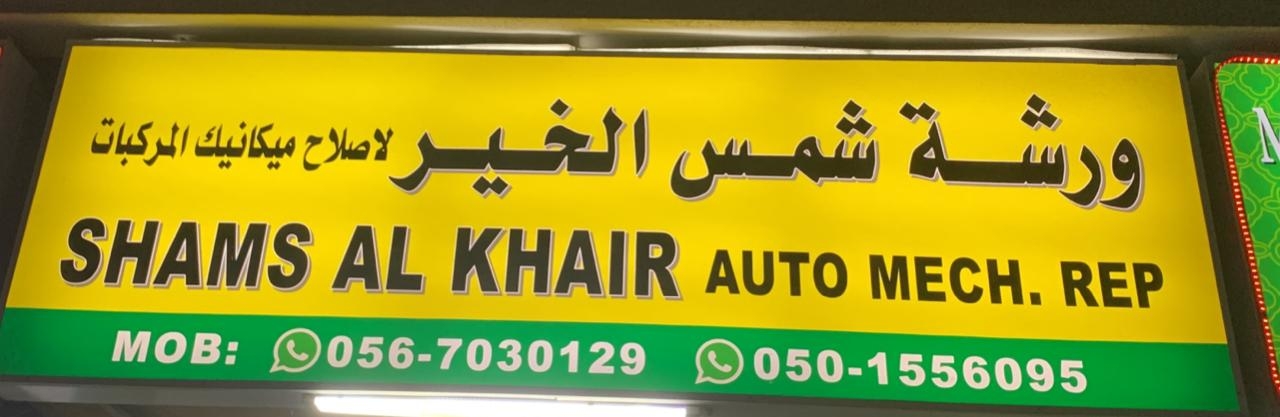 ورشة شمس الخير لاصلاح ميكانيك المركبات
SHAMS AL KHAIR AUTO MECH. REP
MOB: 056-7030129 050-1556095